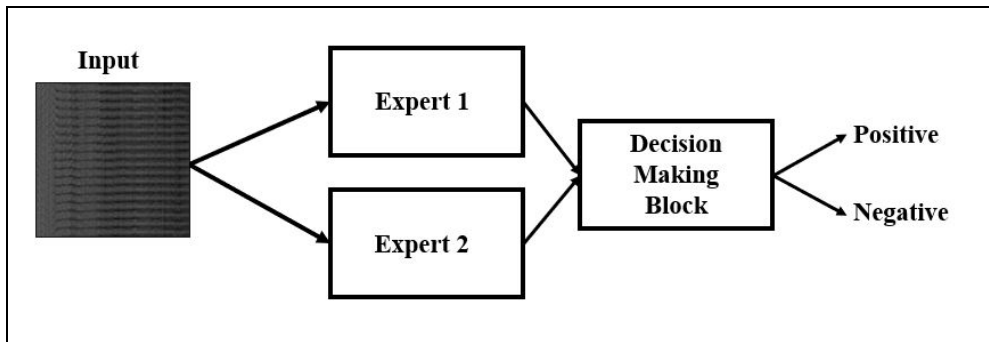 Input
Expert 1
Expert 2
Decision
Making
Block
Positive
Negative